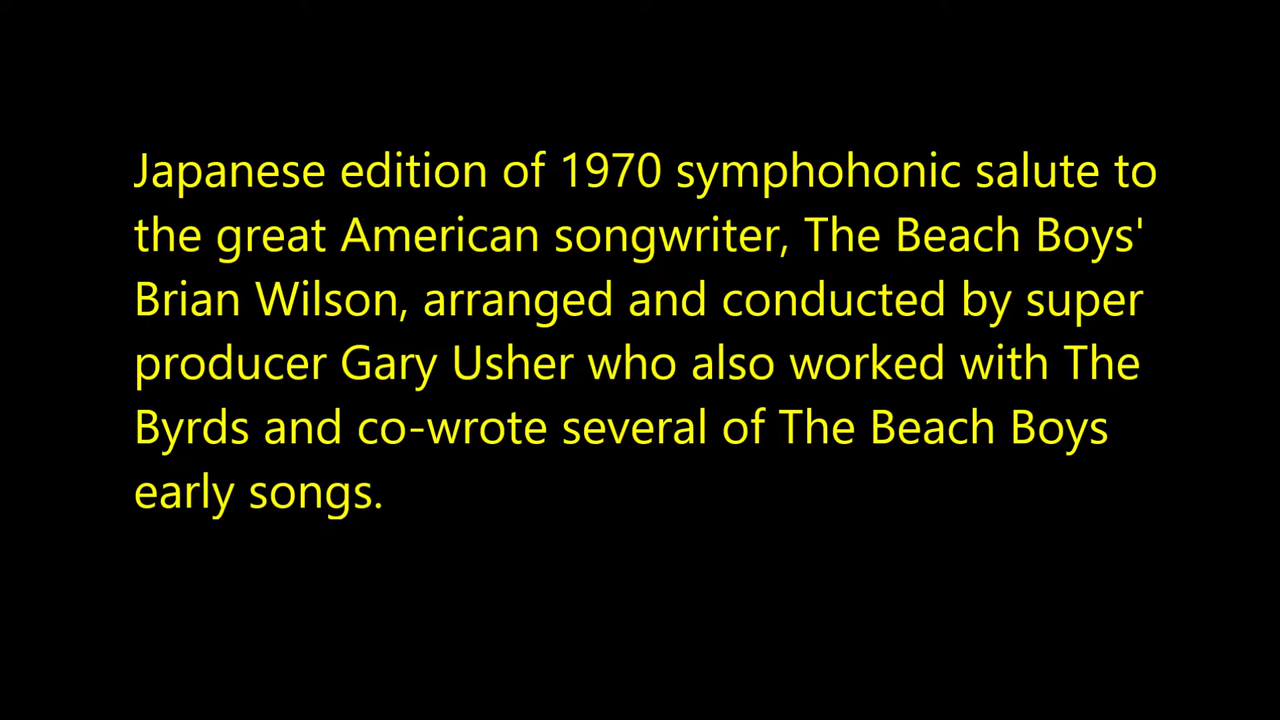 Japanese edition of 1970 symphohonic salute to
the great American songwriter, The Beach Boys'
Brian Wilson, arranged and conducted by super
producer Gary Usher who also worked with The
Byrds and co-wrote several of The Beach Boys
early songs.